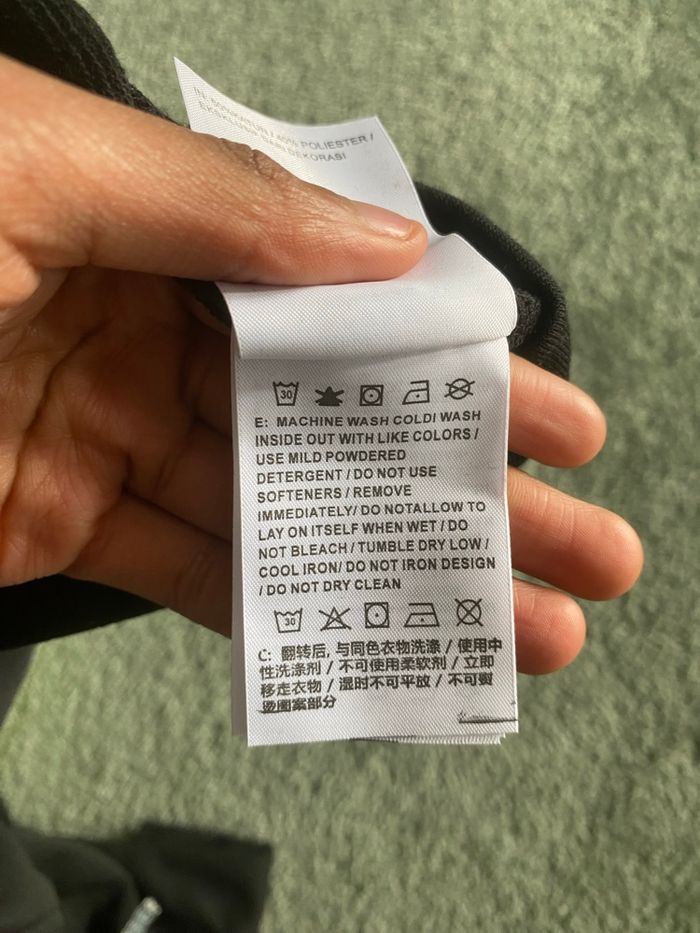 POLIESTER /
DEKORASI
30
E: MACHINE WASH COLDI WASH
INSIDE OUT WITH LIKE COLORS /
USE MILD POWDERED
DETERGENT / DO NOT USE
SOFTENERS / REMOVE
IMMEDIATELY/ DO NOTALLOW TO
LAY ON ITSELF WHEN WET / DO
NOT BLEACH / TUMBLE DRY LOW /
COOL IRON/ DO NOT IRON DESIGN
/ DO NOT DRY CLEAN
30
C: 翻转后, 与同色衣物洗涤 / 使用中
性洗涤剂 / 不可使用柔软剂 / 立即
移走衣物 / 湿时不可平放 / 不可熨
烫图案部分